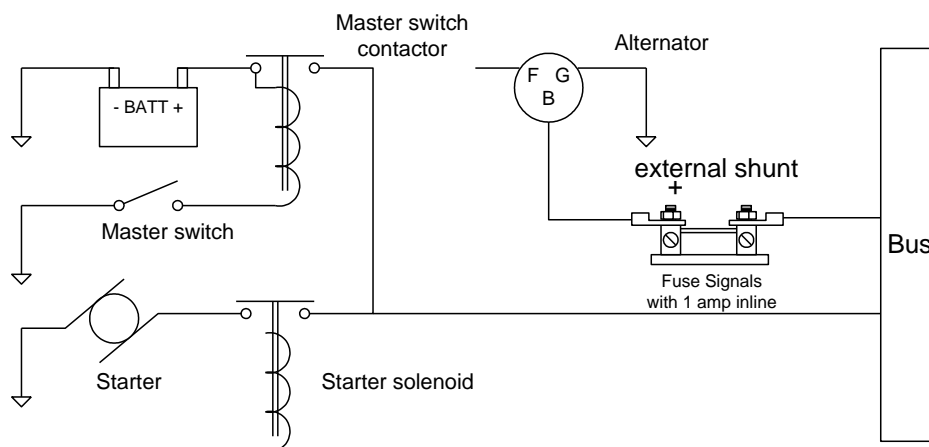 Master switch
contactor
Alternator
F G
B
- BATT +
external shunt
+
Master switch
Bus
Fuse Signals
with 1 amp inline
Starter
Starter solenoid